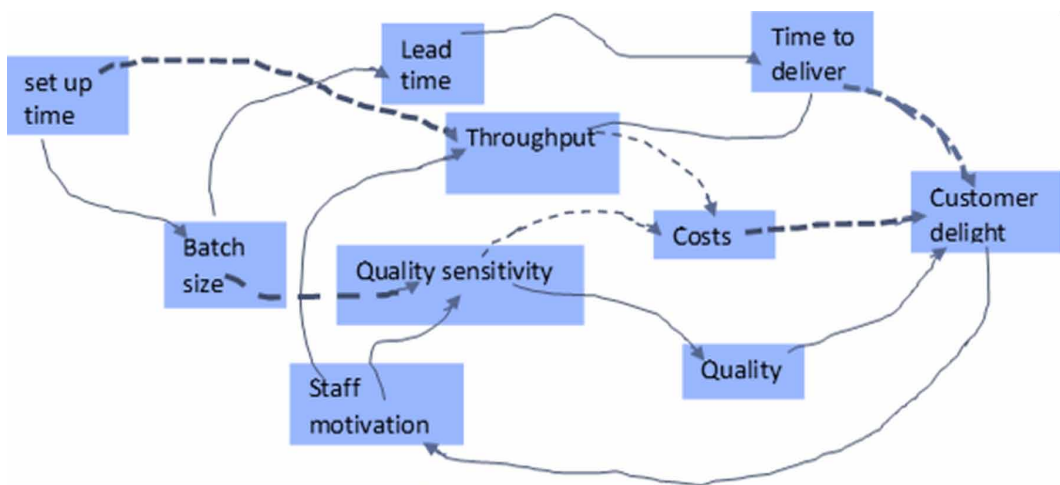 Lead
time
Time to
deliver
set up
time
Throughput
Customer
delight
Costs
Batch
size
Quality sensitivity
Quality
Staff
motivation